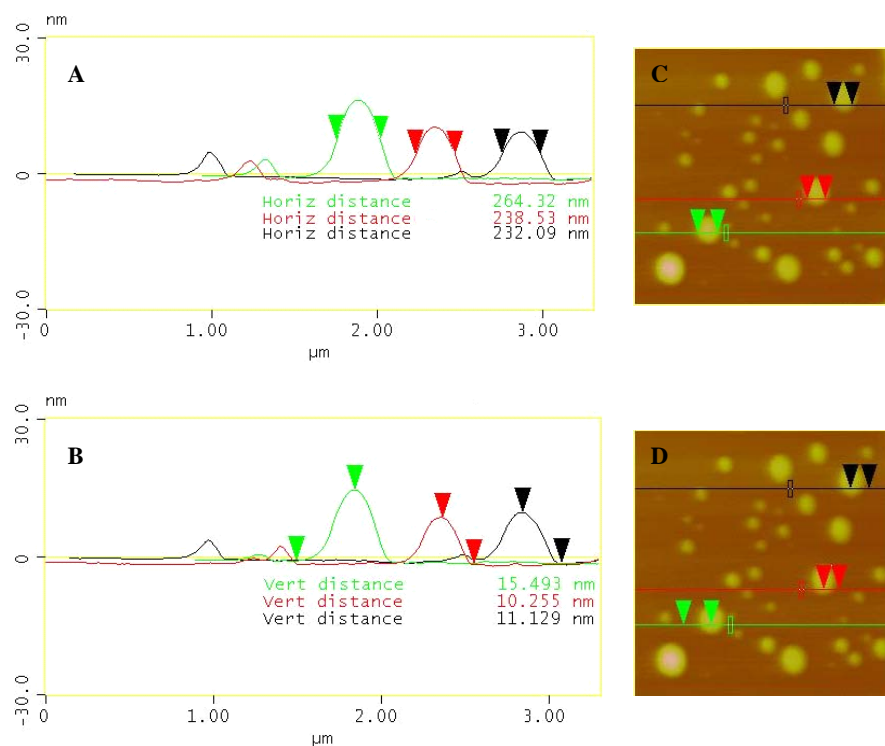 nm
30.0
A
C
0
Horiz distance 264.32 nm
Horiz distance 238.53 nm
Horiz distance 232.09 nm
-30.0
0 1.00 2.00 3.00
µm
nm
30.0
B
D
0
Vert distance 15.493 nm
Vert distance 10.255 nm
Vert distance 11.129 nm
-30.0
0 1.00 2.00 3.00
µm